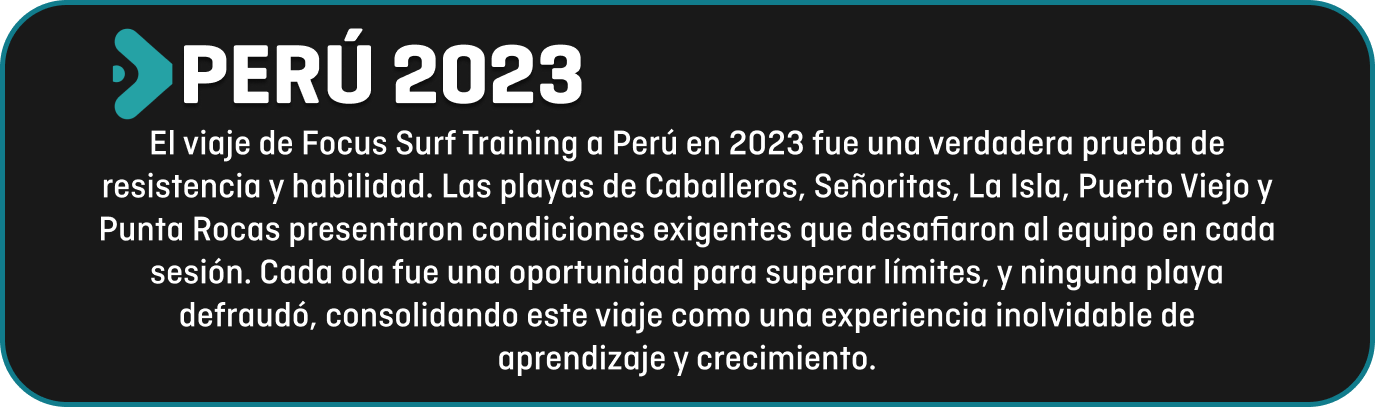 PERÚ 2023
El viaje de Focus Surf Training a Perú en 2023 fue una verdadera prueba de
resistencia y habilidad. Las playas de Caballeros, Señoritas, La Isla, Puerto Viejo y
Punta Rocas presentaron condiciones exigentes que desafiaron al equipo en cada
sesión. Cada ola fue una oportunidad para superar límites, y ninguna playa
defraudó, consolidando este viaje como una experiencia inolvidable de
aprendizaje y crecimiento.